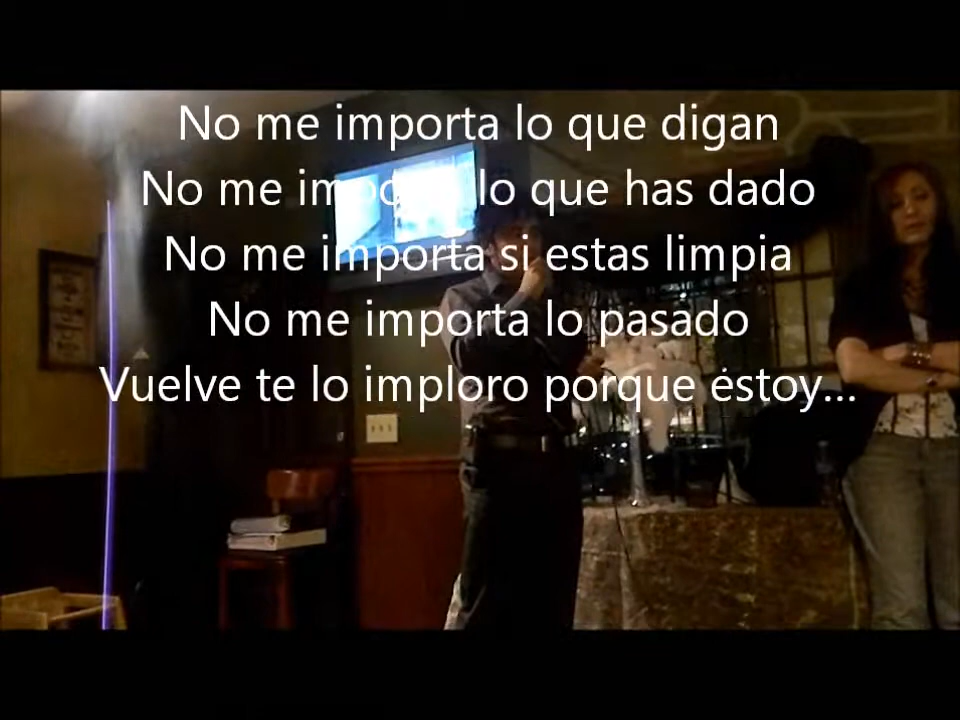 No me importa lo que digan
No me importa lo que has dado
No me importa si estas limpia
No me importa lo pasado
Vuelve te lo imploro porque estoy...